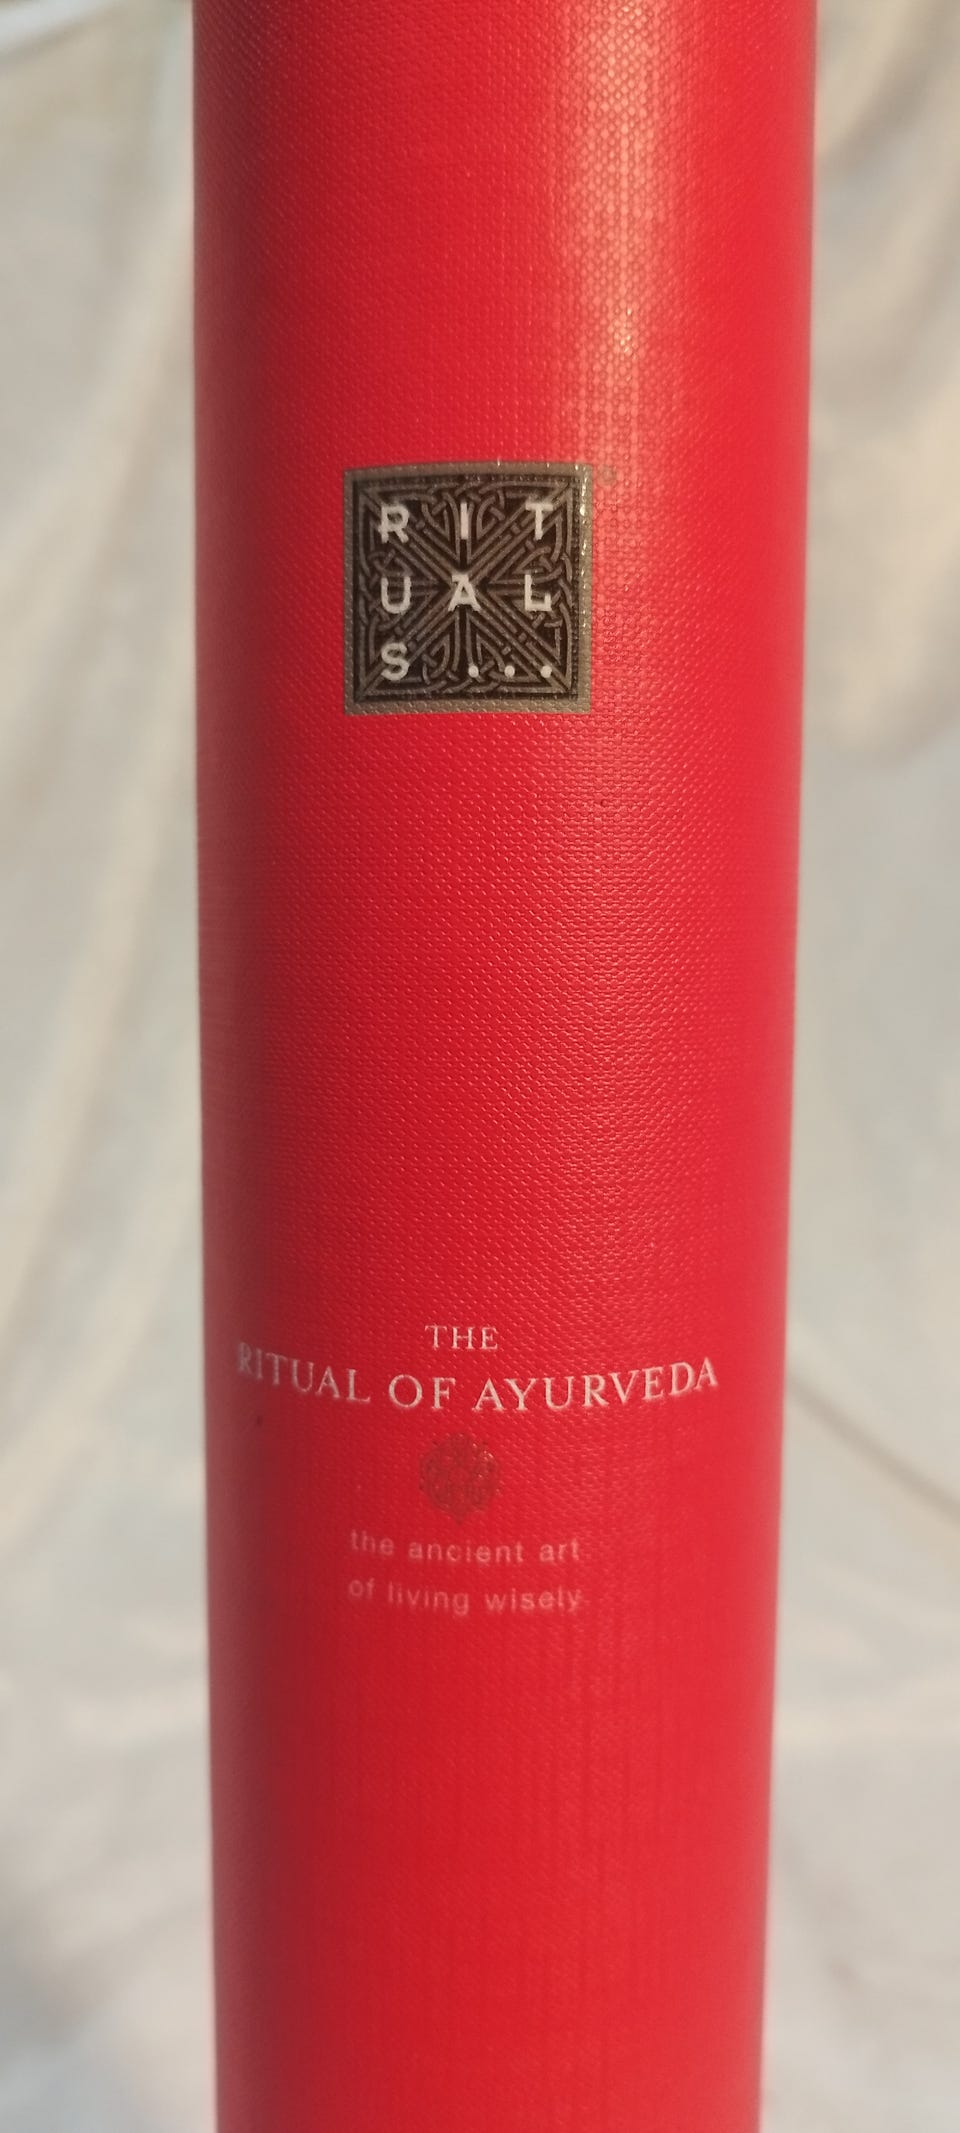 RIT
UAL
S...
THE
RITUAL OF AYURVEDA
the ancient art
of living wisely